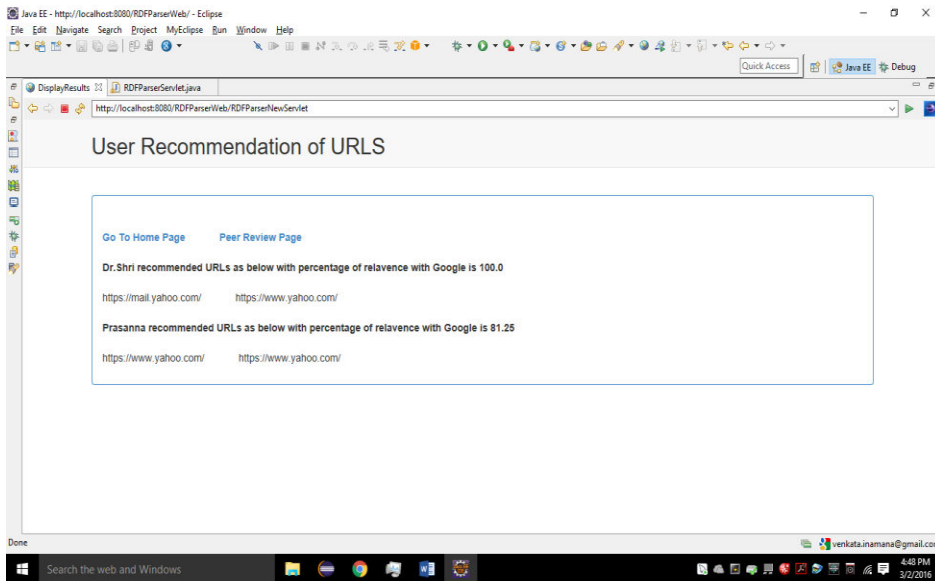 Java EE - http://localhost:8080/RDFParserWeb/ - Eclipse
File Edit Navigate Search Project MyEclipse Run Window Help
Quick Access Java EE Debug
DisplayResults RDFParserServlet.java
http://localhost:8080/RDFParserWeb/RDFParserNewServlet
User Recommendation of URLS
Go To Home Page Peer Review Page
Dr.Shri recommended URLs as below with percentage of relavence with Google is 100.0
https://mail.yahoo.com/ https://www.yahoo.com/
Prasanna recommended URLs as below with percentage of relavence with Google is 81.25
https://www.yahoo.com/ https://www.yahoo.com/
Done venkata.inamana@gmail.co
Search the web and Windows
4:48 PM
3/2/2016